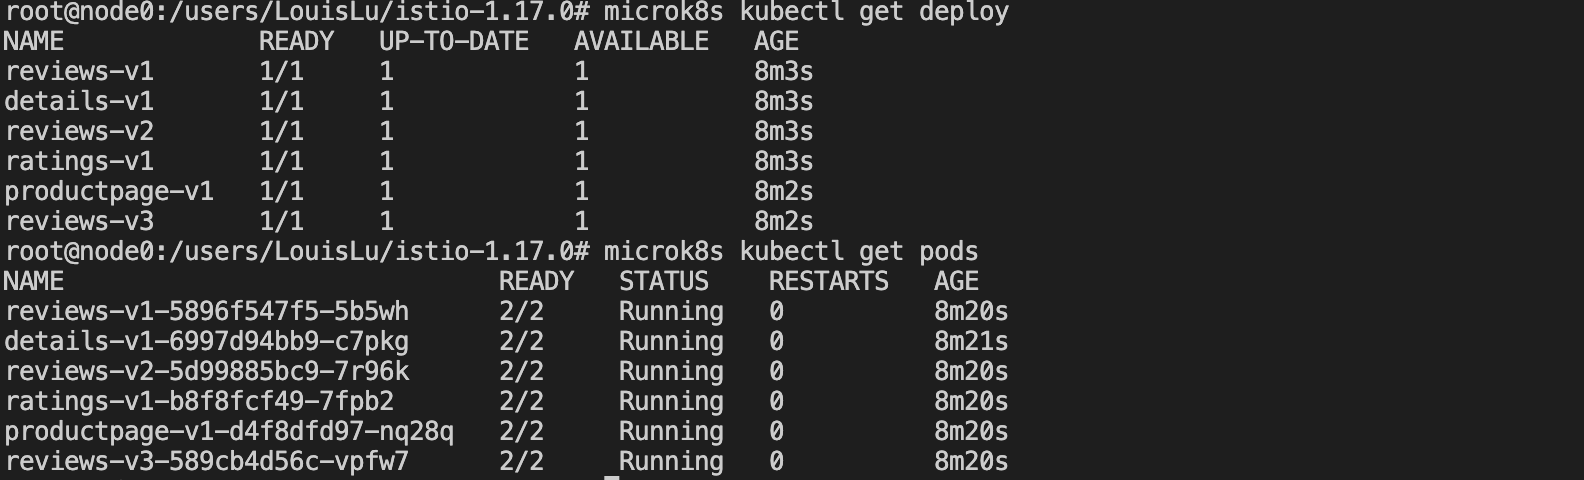 root@node0:/users/LouisLu/istio-1.17.0# microk8s kubectl get deploy
NAME             READY   UP-TO-DATE   AVAILABLE   AGE
reviews-v1       1/1     1            1           8m3s
details-v1       1/1     1            1           8m3s
reviews-v2       1/1     1            1           8m3s
ratings-v1       1/1     1            1           8m3s
productpage-v1   1/1     1            1           8m2s
reviews-v3       1/1     1            1           8m2s
root@node0:/users/LouisLu/istio-1.17.0# microk8s kubectl get pods
NAME                             READY   STATUS    RESTARTS   AGE
reviews-v1-5896f547f5-5b5wh      2/2     Running   0          8m20s
details-v1-6997d94bb9-c7pkg      2/2     Running   0          8m21s
reviews-v2-5d99885bc9-7r96k      2/2     Running   0          8m20s
ratings-v1-b8f8fcf49-7fpb2       2/2     Running   0          8m20s
productpage-v1-d4f8dfd97-nq28q   2/2     Running   0          8m20s
reviews-v3-589cb4d56c-vpfw7      2/2     Running   0          8m20s